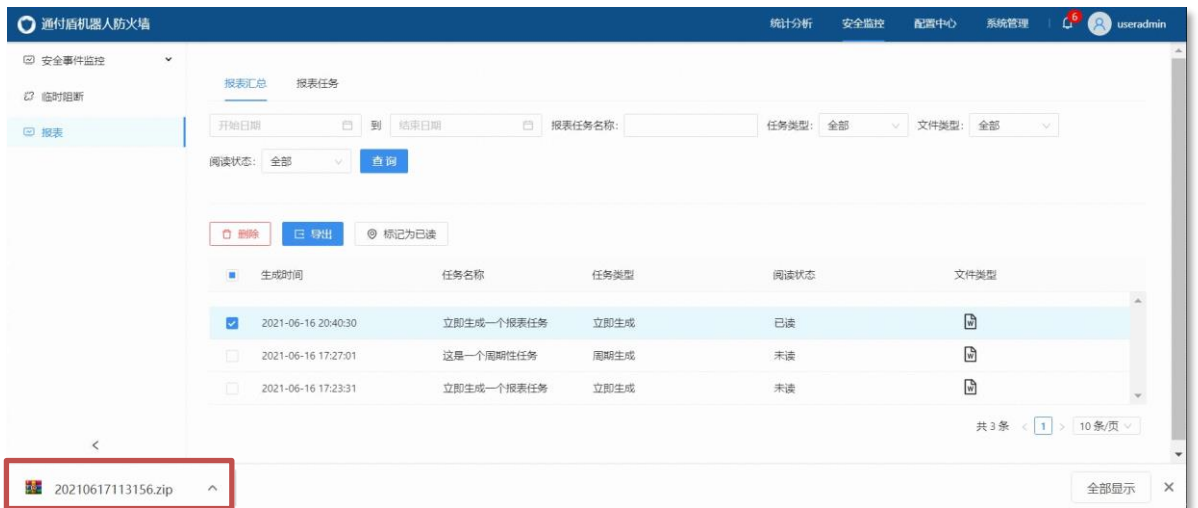 通付盾机器人防火墙 统计分析 安全监控 配置中心 系统管理 6 useradmin
安全事件监控
临时阻断
报表
报表汇总 报表任务
开始日期 到 结束日期 报表任务名称: 任务类型: 全部 文件类型: 全部
阅读状态: 全部 查询
删除 导出 标记为已读
生成时间 任务名称 任务类型 阅读状态 文件类型
2021-06-16 20:40:30 立即生成一个报表任务 立即生成 已读 W
2021-06-16 17:27:01 这是一个周期性任务 周期生成 未读 W
2021-06-16 17:23:31 立即生成一个报表任务 立即生成 未读 W
共 3 条 < 1 > 10 条/页
20210617113156.zip 全部显示